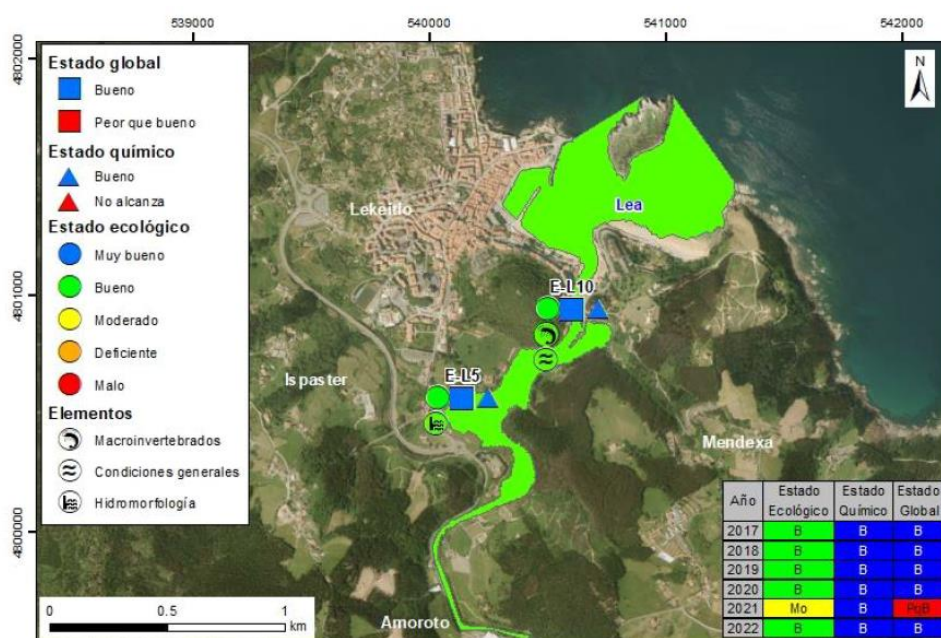 539000 540000 541000 542000
4802000
4801000
4800000
Estado global
Bueno
Peor que bueno
Estado químico
Bueno
No alcanza
Estado ecológico
Muy bueno
Bueno
Moderado
Deficiente
Malo
Elementos
Macroinvertebrados
Condiciones generales
Hidromorfología
N
Lekeitio
Lea
E-L10
E-L5
Ispaster
Mendexa
Amoroto
0 0.5 1
km
Año Estado Ecológico Estado Químico Estado Global
2017 B B B
2018 B B B
2019 B B B
2020 B B B
2021 Mo B PqB
2022 B B B